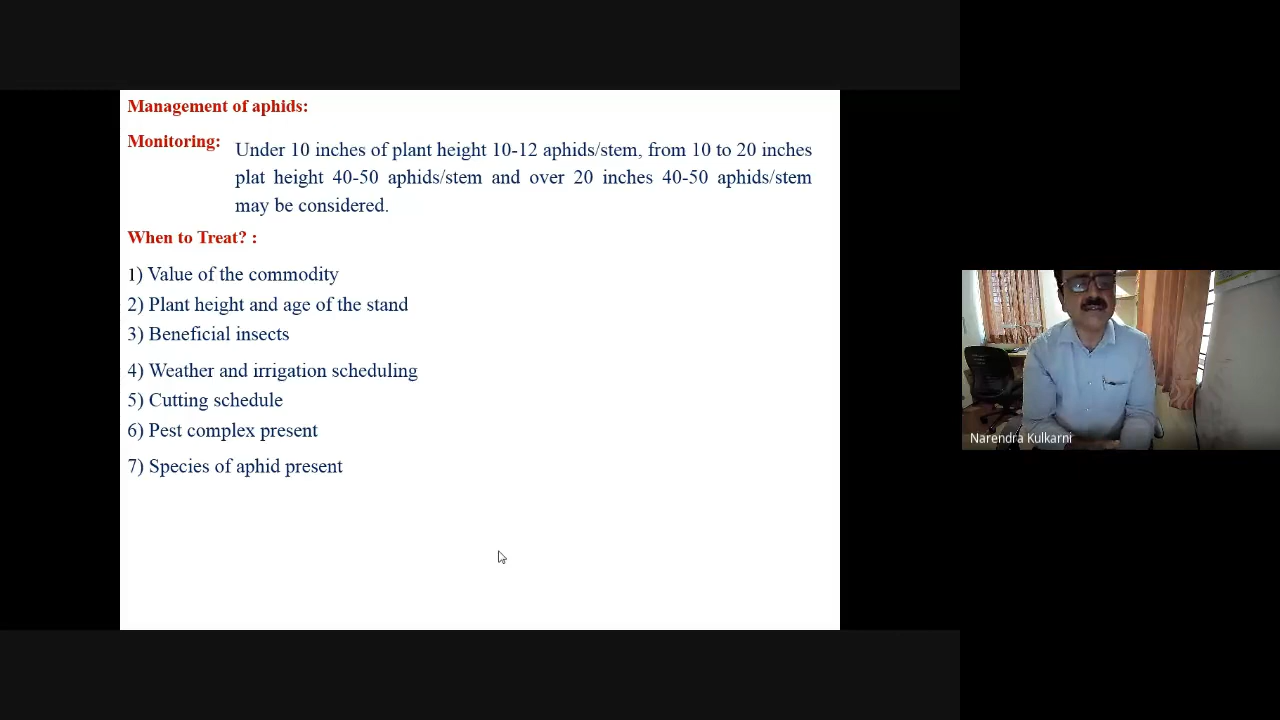 Management of aphids:
Monitoring:
Under 10 inches of plant height 10-12 aphids/stem, from 10 to 20 inches
plat height 40-50 aphids/stem and over 20 inches 40-50 aphids/stem
may be considered.
When to Treat? :
1) Value of the commodity
2) Plant height and age of the stand
3) Beneficial insects
4) Weather and irrigation scheduling
5) Cutting schedule
6) Pest complex present
7) Species of aphid present
Narendra Kulkarni